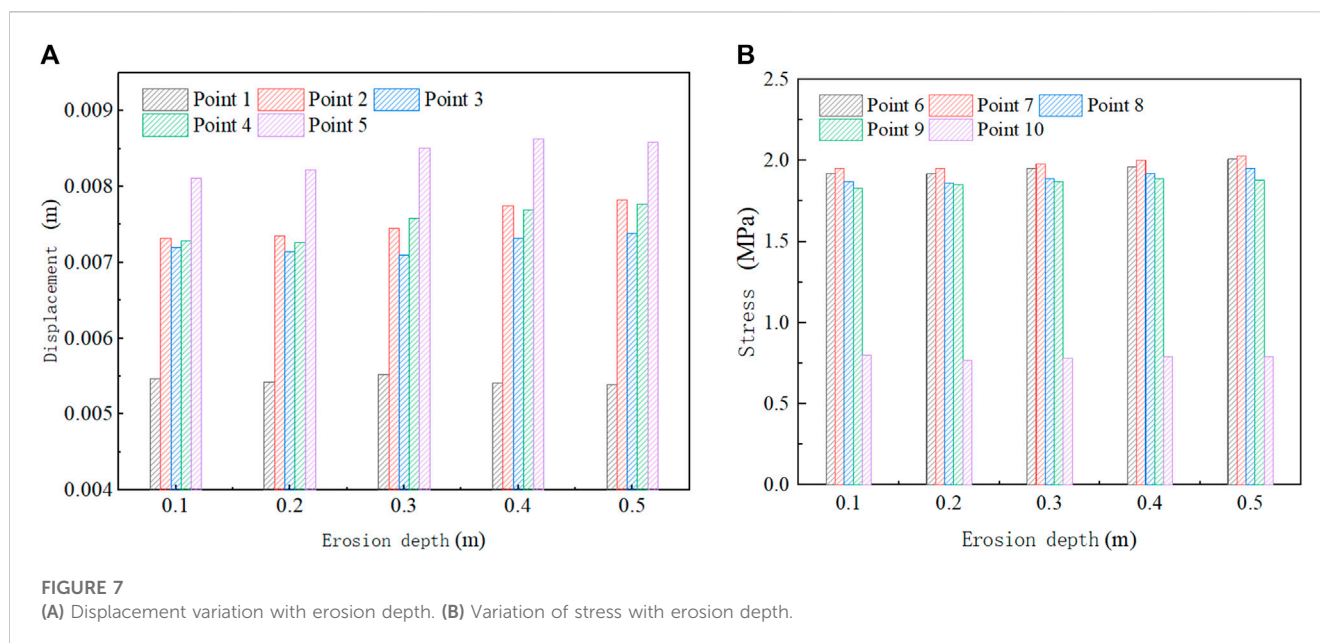 A
0.009
0.008
0.007
0.006
0.005
0.004
Displacement (m)
Point 1 Point 2 Point 3
Point 4 Point 5
0.1 0.2 0.3 0.4 0.5
Erosion depth (m)
B
2.5
2.0
1.5
1.0
0.5
0.0
Stress (MPa)
Point 6 Point 7 Point 8
Point 9 Point 10
0.1 0.2 0.3 0.4 0.5
Erosion depth (m)
FIGURE 7
(A) Displacement variation with erosion depth. (B) Variation of stress with erosion depth.